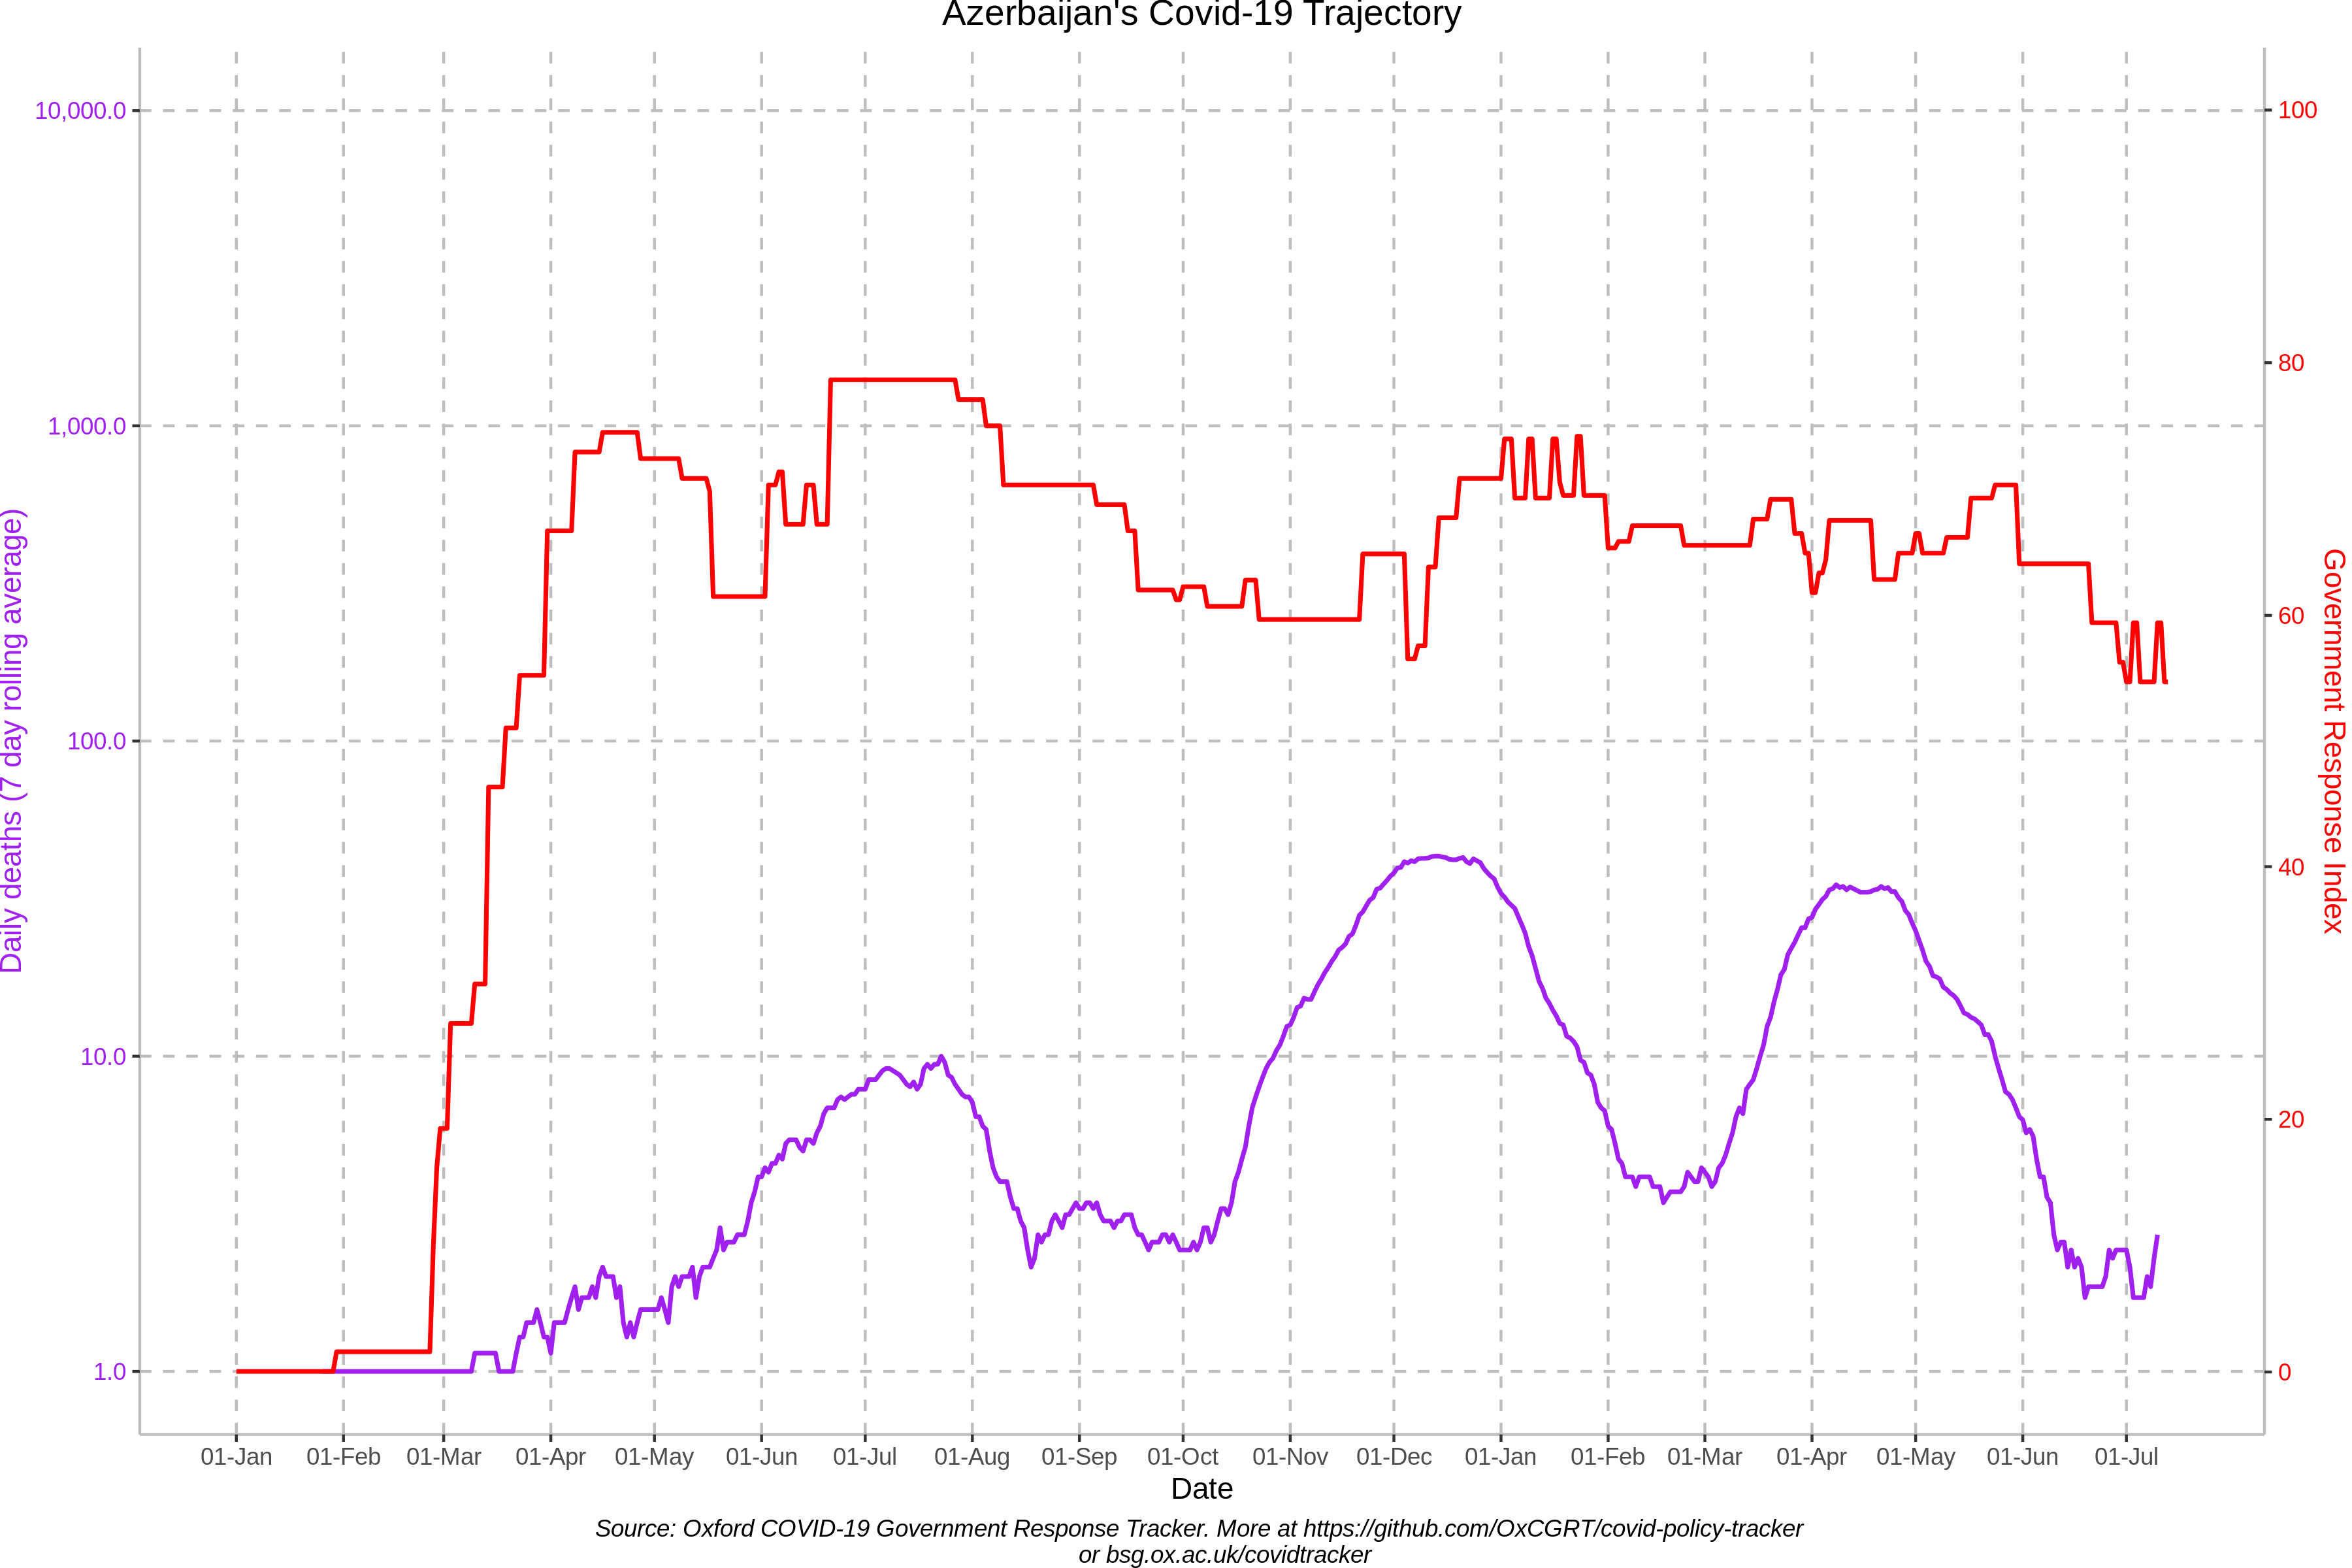 Azerbaijan's Covid-19 Trajectory
Daily deaths (7 day rolling average)
10,000.0
1,000.0
100.0
10.0
1.0
100
80
60
40
20
0
Government Response Index
01-Jan 01-Feb 01-Mar 01-Apr 01-May 01-Jun 01-Jul 01-Aug 01-Sep 01-Oct 01-Nov 01-Dec 01-Jan 01-Feb 01-Mar 01-Apr 01-May 01-Jun 01-Jul
Date
Source: Oxford COVID-19 Government Response Tracker. More at https://github.com/OxCGRT/covid-policy-tracker
or bsg.ox.ac.uk/covidtracker